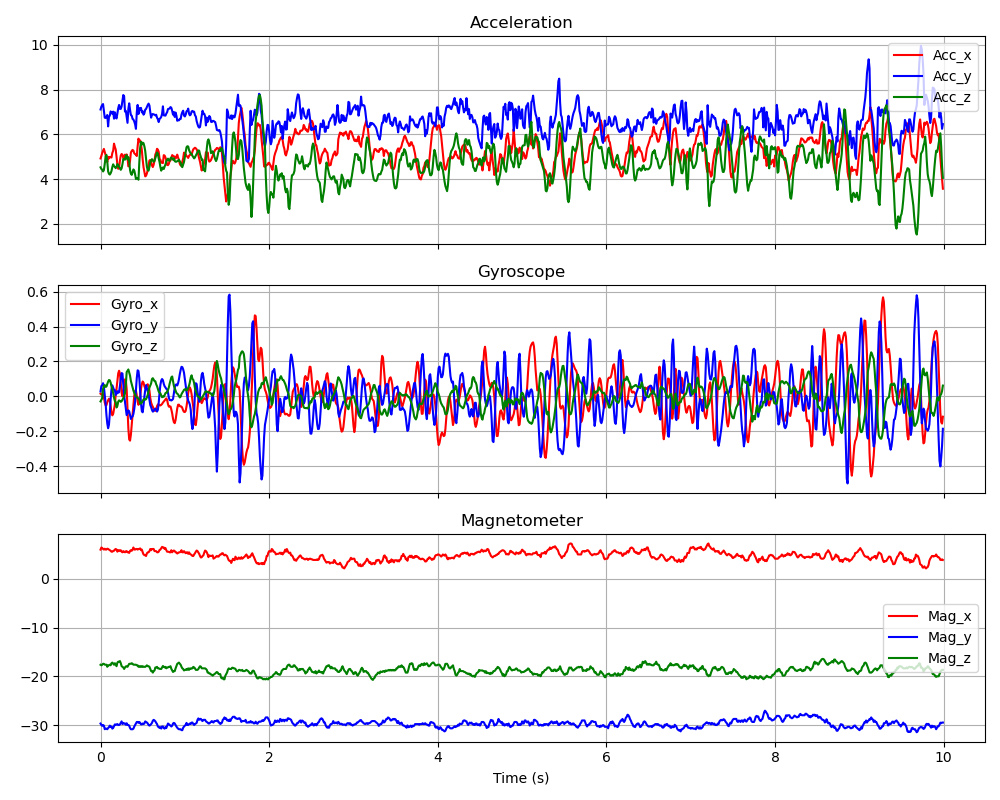 Acceleration
10
8
6
4
2
Acc_x
Acc_y
Acc_z
Gyroscope
0.6
0.4
0.2
0.0
−0.2
−0.4
Gyro_x
Gyro_y
Gyro_z
Magnetometer
0
−10
−20
−30
Mag_x
Mag_y
Mag_z
0 2 4 6 8 10
Time (s)